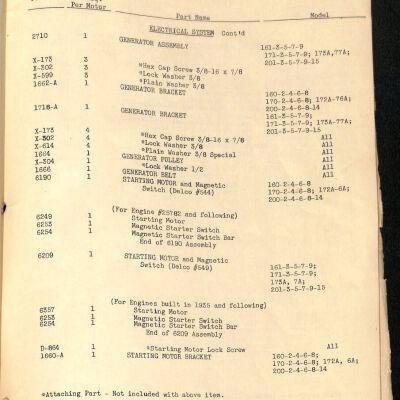 Per Motor Part Name Model
ELECTRICAL SYSTEM Cont'd
2710 1 GENERATOR ASSEMBLY 161-3-5-7-9
171-3-5-7-9; 173A,77A;
201-3-5-7-9-15
X-173 3 *Hex Cap Screw 3/8-16 x 7/8
X-302 3 *Lock Washer 3/8
X-599 3 *Plain Washer 3/8
1662-A 1 GENERATOR BRACKET 160-2-4-6-8
170-2-4-6-8; 172A-76A;
200-2-4-6-8-14
1718-A 1 GENERATOR BRACKET 161-3-5-7-9;
171-3-5-7-9; 173A-77A;
201-3-5-7-9-15
X-173 4 *Hex Cap Screw 3/8-16 x 7/8 All
X-302 4 *Lock Washer 3/8 All
X-614 4 *Plain Washer 3/8 Special All
1664 1 GENERATOR PULLEY All
X-304 1 *Lock Washer 1/2 All
1666 1 GENERATOR BELT All
6190 1 STARTING MOTOR and Magnetic 160-2-4-6-8
Switch (Delco #544) 170-2-4-6-8; 172A-6A;
200-2-4-6-8-14
(For Engine #25782 and following)
6249 1 Starting Motor
6253 1 Magnetic Starter Switch
6254 1 Magnetic Starter Switch Bar
End of 6190 Assembly
6209 1 STARTING MOTOR and MAGNETIC
Switch (Delco #549) 161-3-5-7-9;
171-3-5-7-9;
173A, 7A;
201-3-5-7-9-15
(For Engines built in 1935 and following)
6357 1 Starting Motor
6253 1 Magnetic Starter Switch
6254 1 Magnetic Starter Switch Bar
End of 6209 Assembly
D-864 1 *Starting Motor Lock Screw All
1660-A 1 STARTING MOTOR BRACKET 160-2-4-6-8;
170-2-4-6-8; 172A, 6A;
200-2-4-6-8-14
*Attaching Part - Not included with above item.